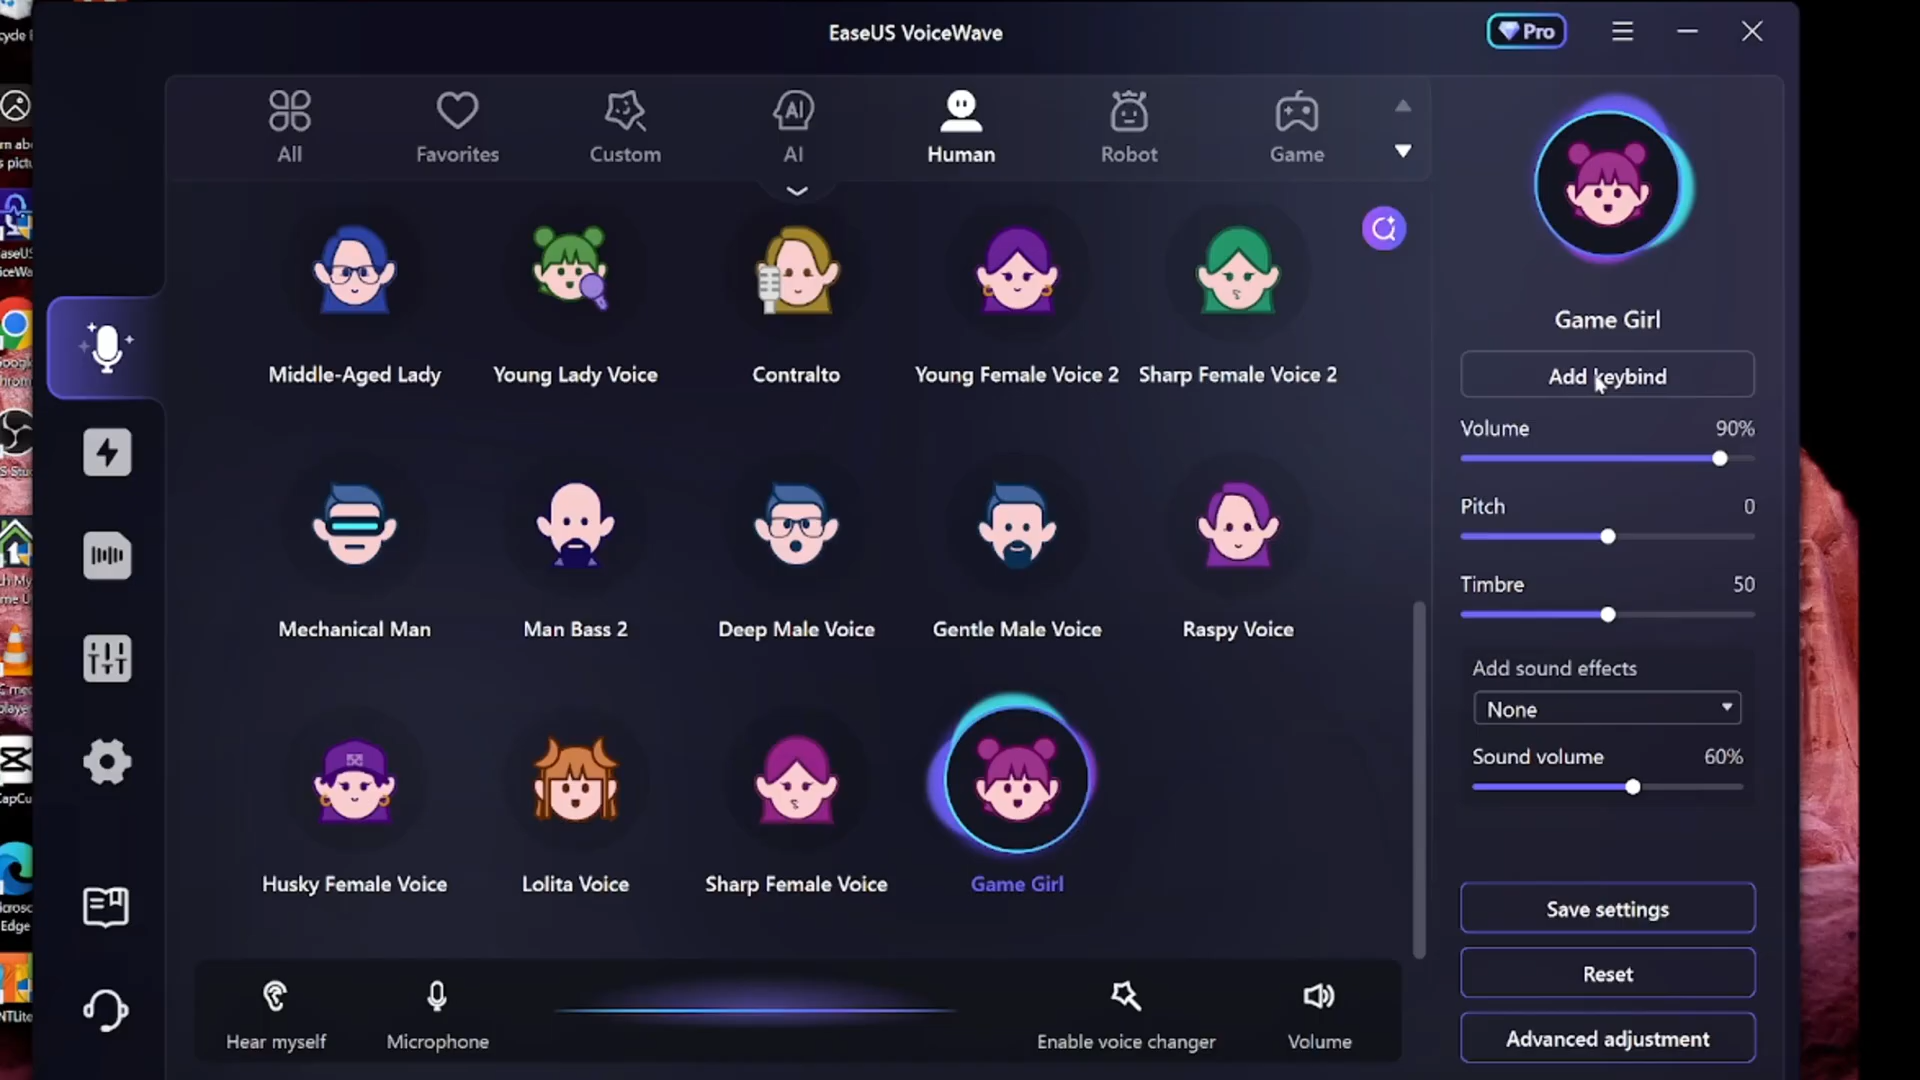 EaseUS VoiceWave
Pro
All
Favorites
Custom
AI
AI
Human
Robot
Game
Middle-Aged Lady
Young Lady Voice
Contralto
Young Female Voice 2
Sharp Female Voice 2
Mechanical Man
Man Bass 2
Deep Male Voice
Gentle Male Voice
Raspy Voice
Husky Female Voice
Lolita Voice
Sharp Female Voice
Game Girl
Hear myself
Microphone
Enable voice changer
Volume
Game Girl
Add keybind
Volume 90%
Pitch 0
Timbre 50
Add sound effects
None
Sound volume 60%
Save settings
Reset
Advanced adjustment
Edge
NTLite